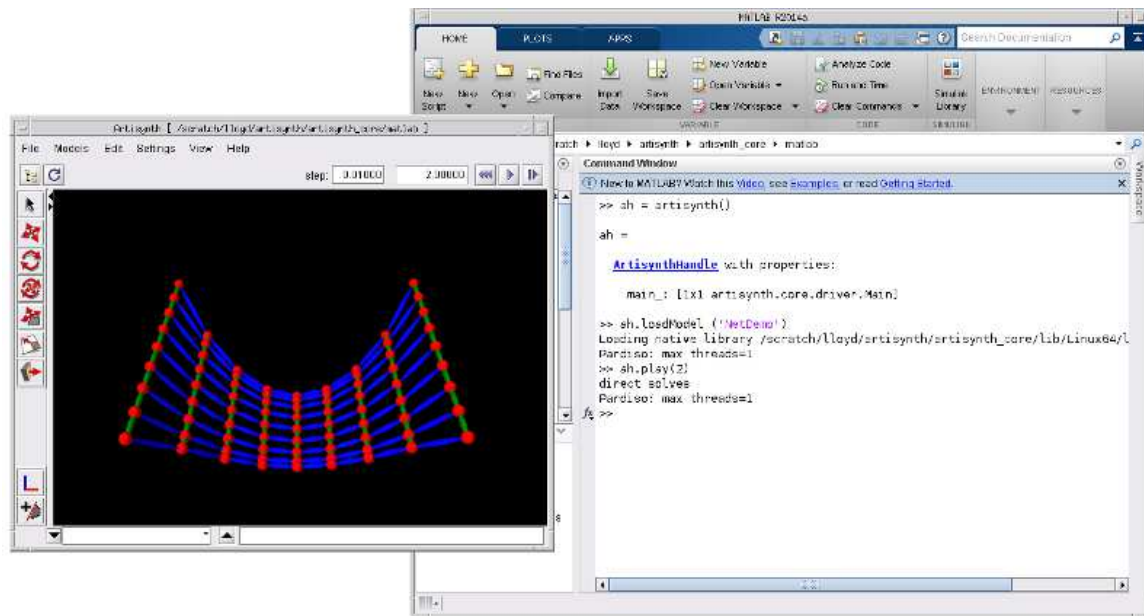 MATLAB R2014a
HOME PLOTS APPS
Search Documentation
New Script
New
Open
Find Files
Compare
Import Data
Save Workspace
New Variable
Open Variable
Clear Workspace
Analyze Code
Run and Time
Clear Commands
Simulink Library
ENVIRONMENT
RESOURCES
VARIABLE
CODE
SIMULINK
ratch lloyd artisynth artisynth_core matlab
Command Window
New to MATLAB? Watch this Video, see Examples, or read Getting Started.
Workspace
>> ah = artisynth()
ah =
ArtisynthHandle with properties:
main_: [1x1 artisynth.core.driver.Main]
>> ah.loadModel ('NetDemo')
Loading native library /scratch/lloyd/artisynth/artisynth_core/lib/Linux64/l
Pardiso: max threads=1
>> ah.play(2)
direct solves
Pardiso: max threads=1
fx >>
Artisynth [ /scratch/lloyd/artisynth/artisynth_core/matlab ]
File Models Edit Settings View Help
step: 0.01000 2.00000